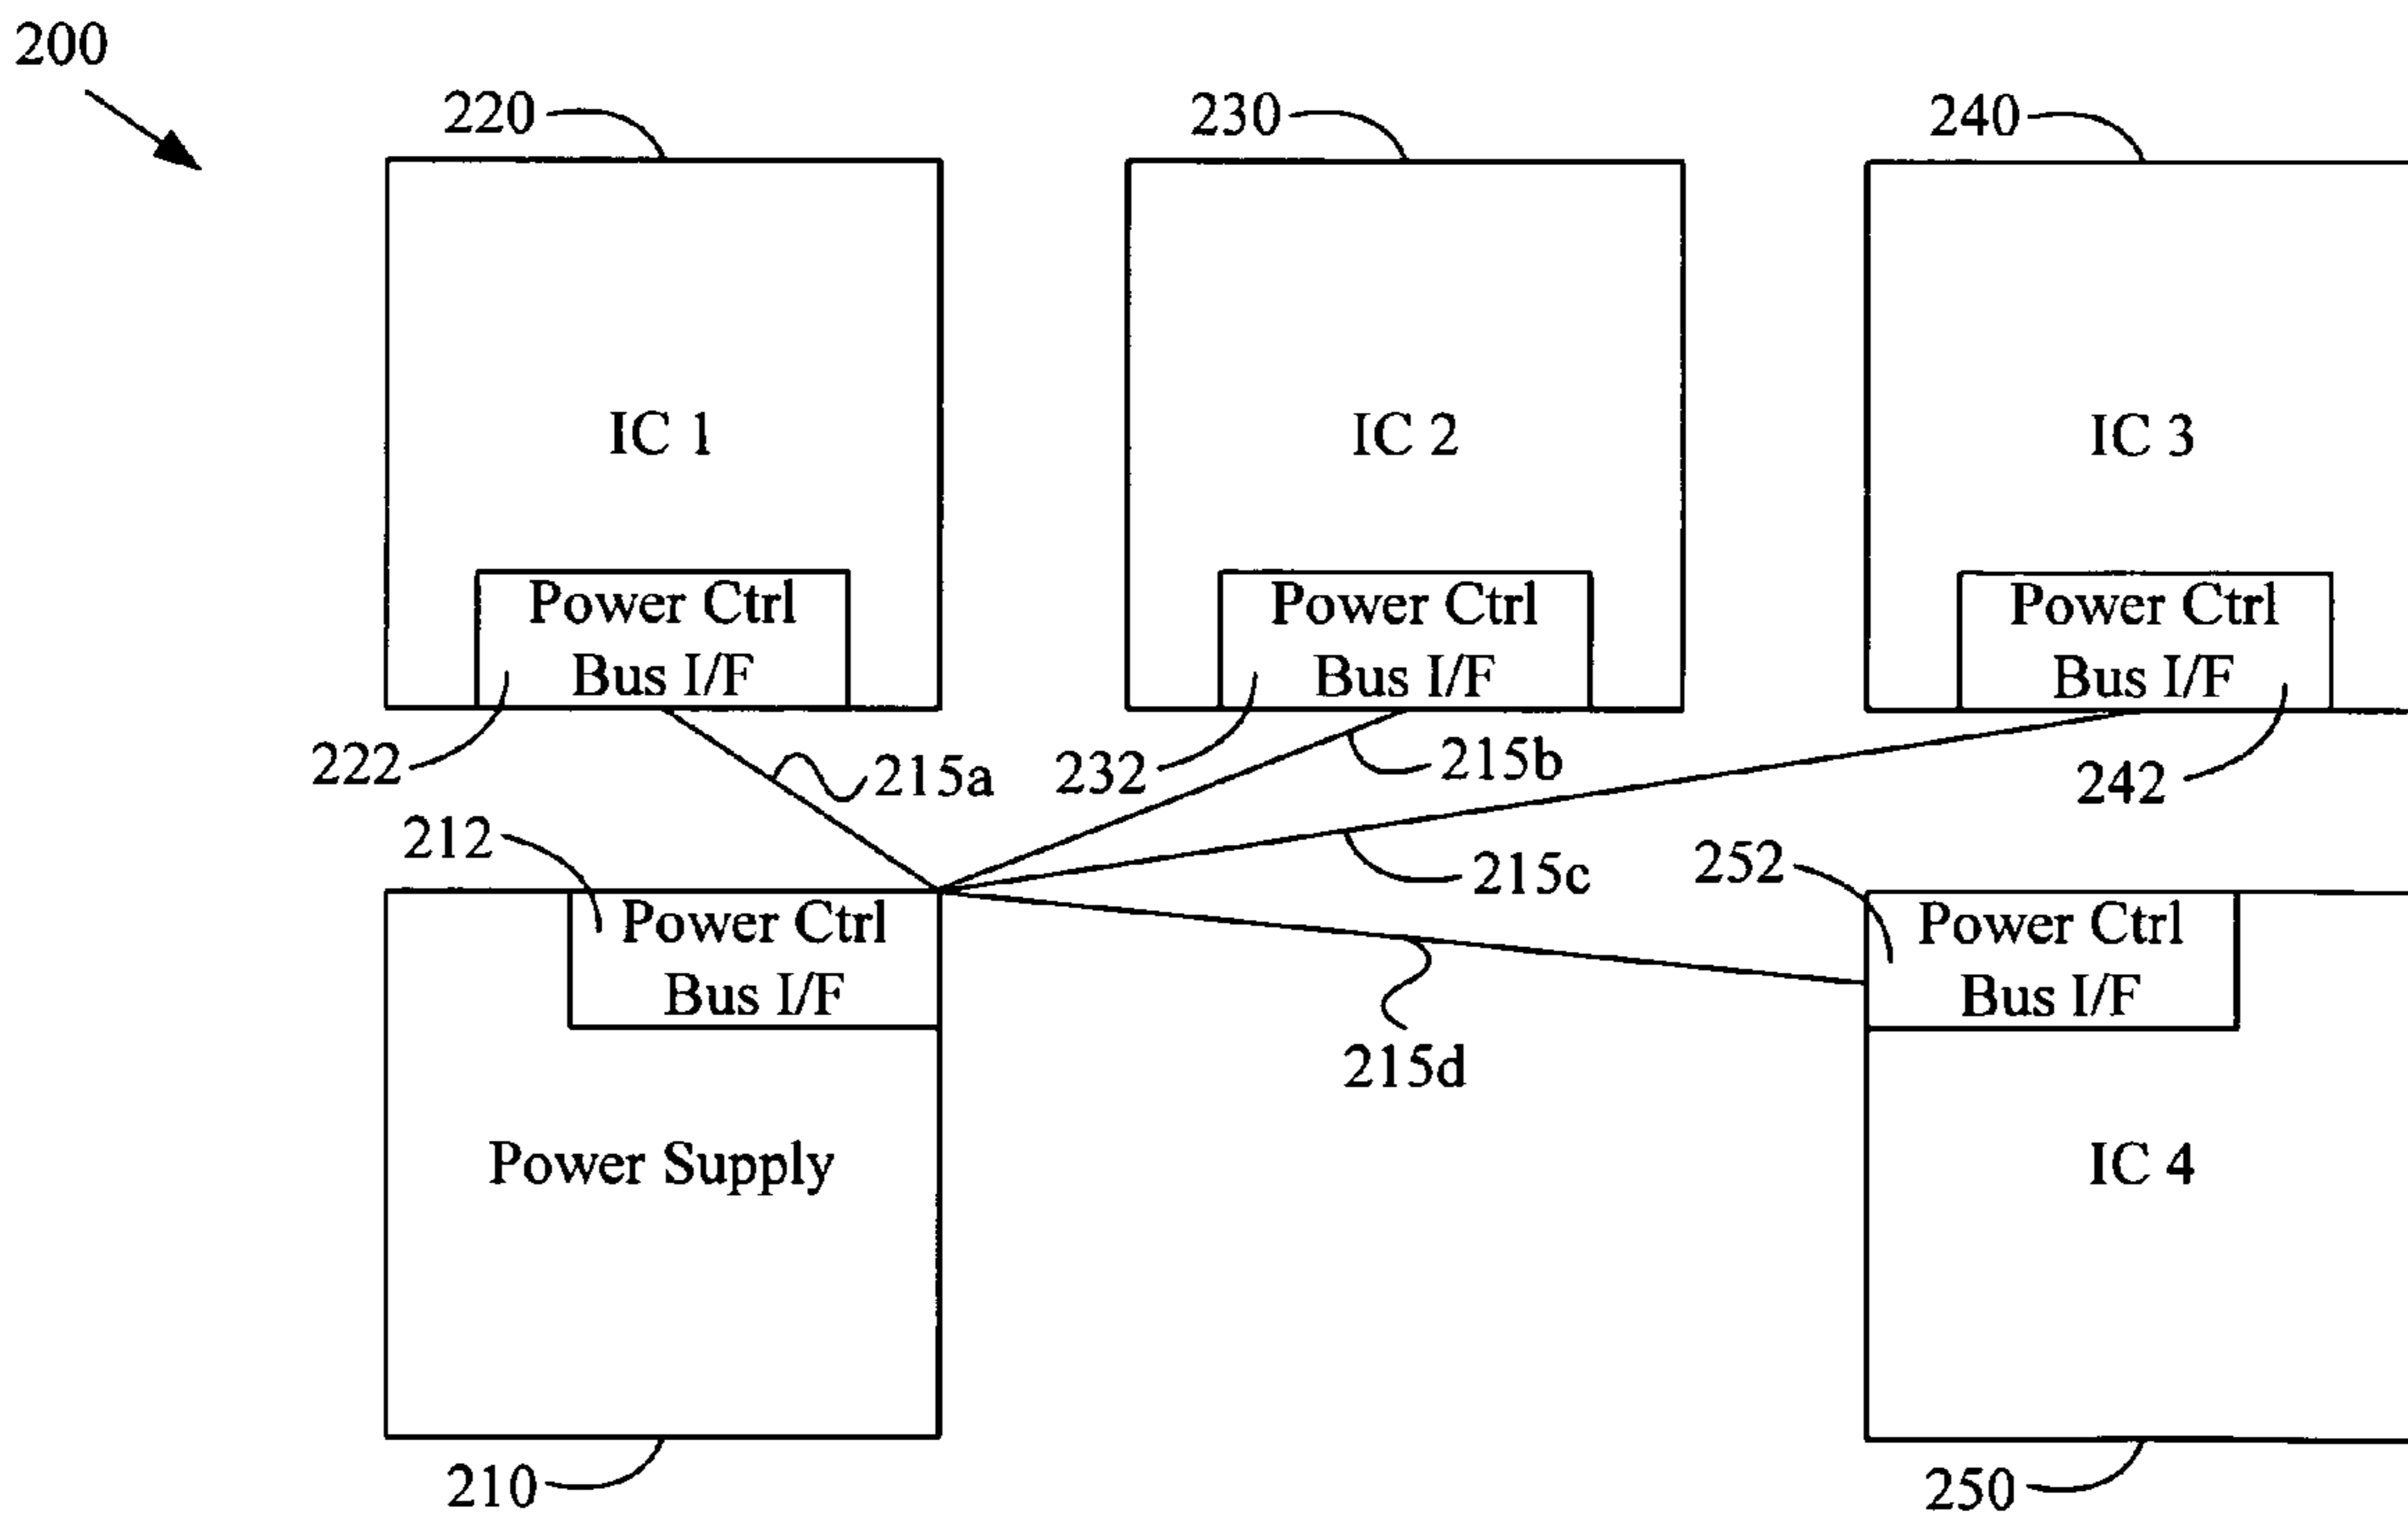 200
220
230
240
IC 1
IC 2
IC 3
Power Ctrl
Bus I/F
Power Ctrl
Bus I/F
Power Ctrl
Bus I/F
222
215a
232
215b
242
212
215c
252
Power Ctrl
Bus I/F
Power Ctrl
Bus I/F
215d
Power Supply
IC 4
210
250